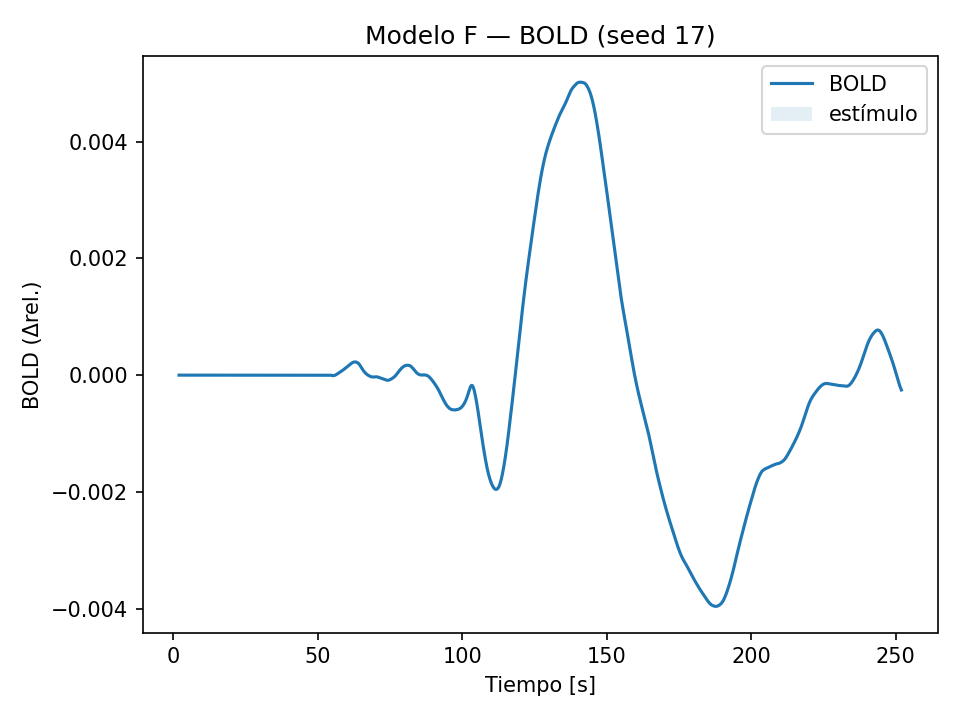 Modelo F — BOLD (seed 17)
BOLD
estímulo
BOLD (Δrel.)
0.004
0.002
0.000
−0.002
−0.004
0
50
100
150
200
250
Tiempo [s]